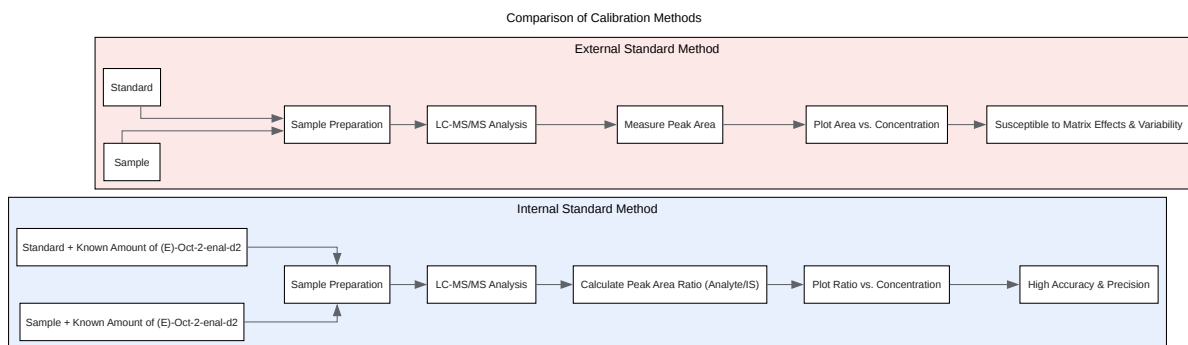 Comparison of Calibration Methods
External Standard Method
Standard
Sample
Sample Preparation
LC-MS/MS Analysis
Measure Peak Area
Plot Area vs. Concentration
Susceptible to Matrix Effects & Variability
Internal Standard Method
Standard + Known Amount of (E)-Oct-2-enal-d2
Sample + Known Amount of (E)-Oct-2-enal-d2
Sample Preparation
LC-MS/MS Analysis
Calculate Peak Area Ratio (Analyte/IS)
Plot Ratio vs. Concentration
High Accuracy & Precision